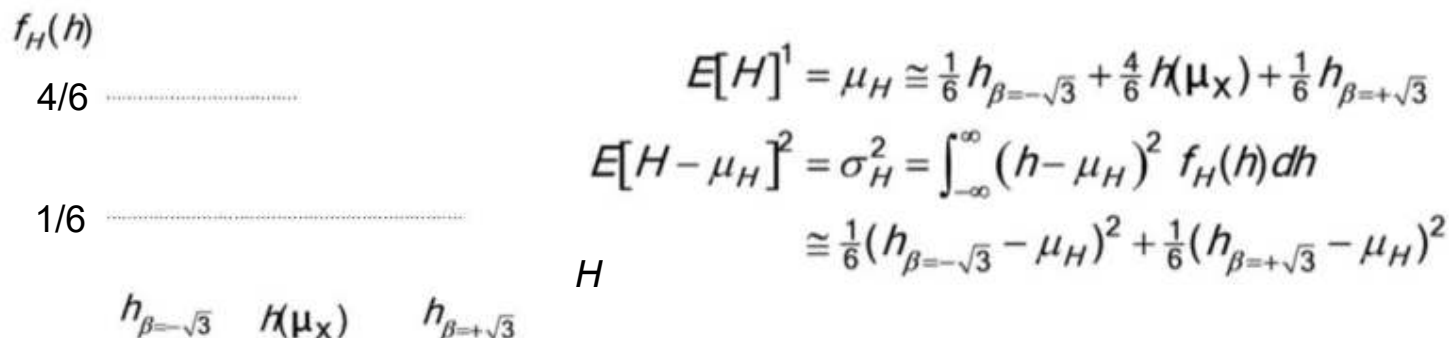 f_H(h)
4/6
1/6
H
h_{β=-√3} h(μ_X) h_{β=+√3}
E[H]^1 = μ_H ≅ 1/6 h_{β=-√3} + 4/6 h(μ_X) + 1/6 h_{β=+√3}
E[H - μ_H]^2 = σ_H^2 = ∫_{-∞}^{∞} (h - μ_H)^2 f_H(h)dh
≅ 1/6 (h_{β=-√3} - μ_H)^2 + 1/6 (h_{β=+√3} - μ_H)^2